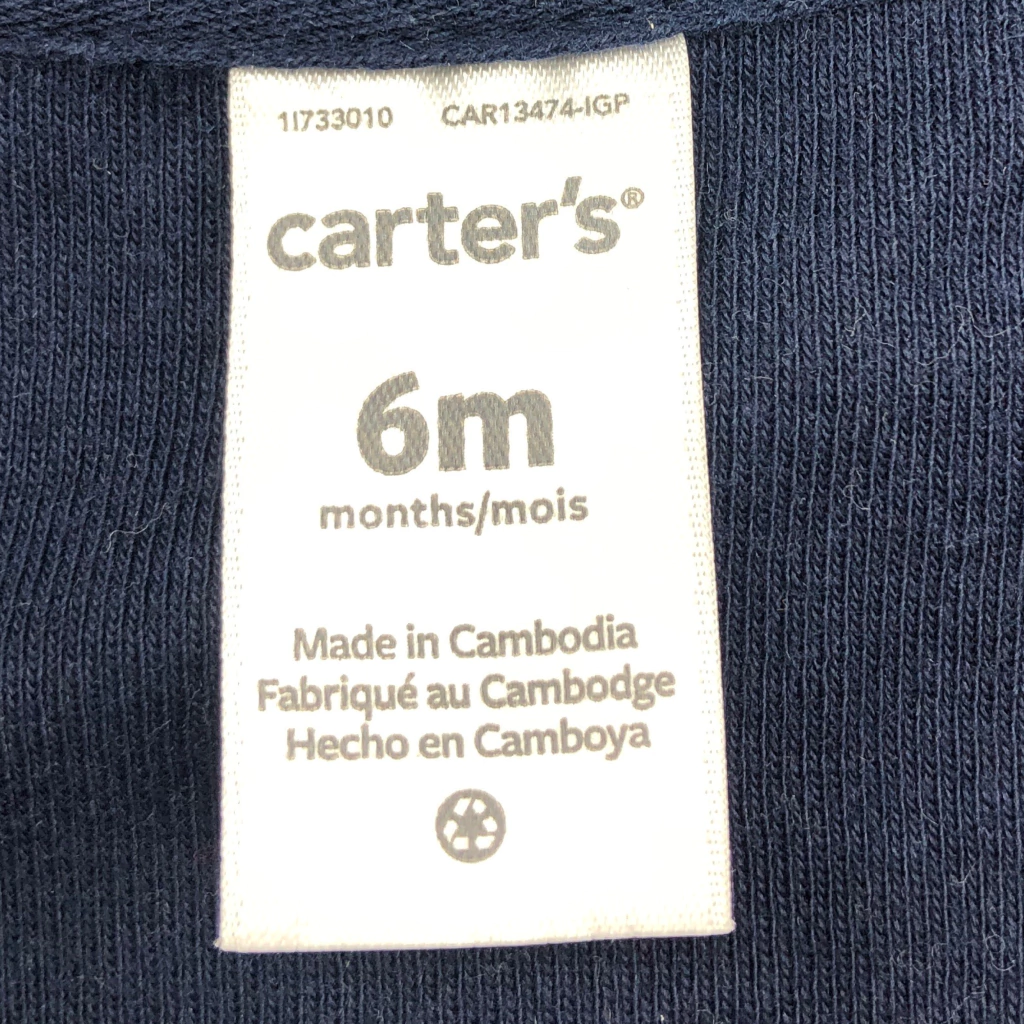 1I733010 CAR13474-IGP
carter's®
6m
months/mois
Made in Cambodia
Fabriqué au Cambodge
Hecho en Camboya